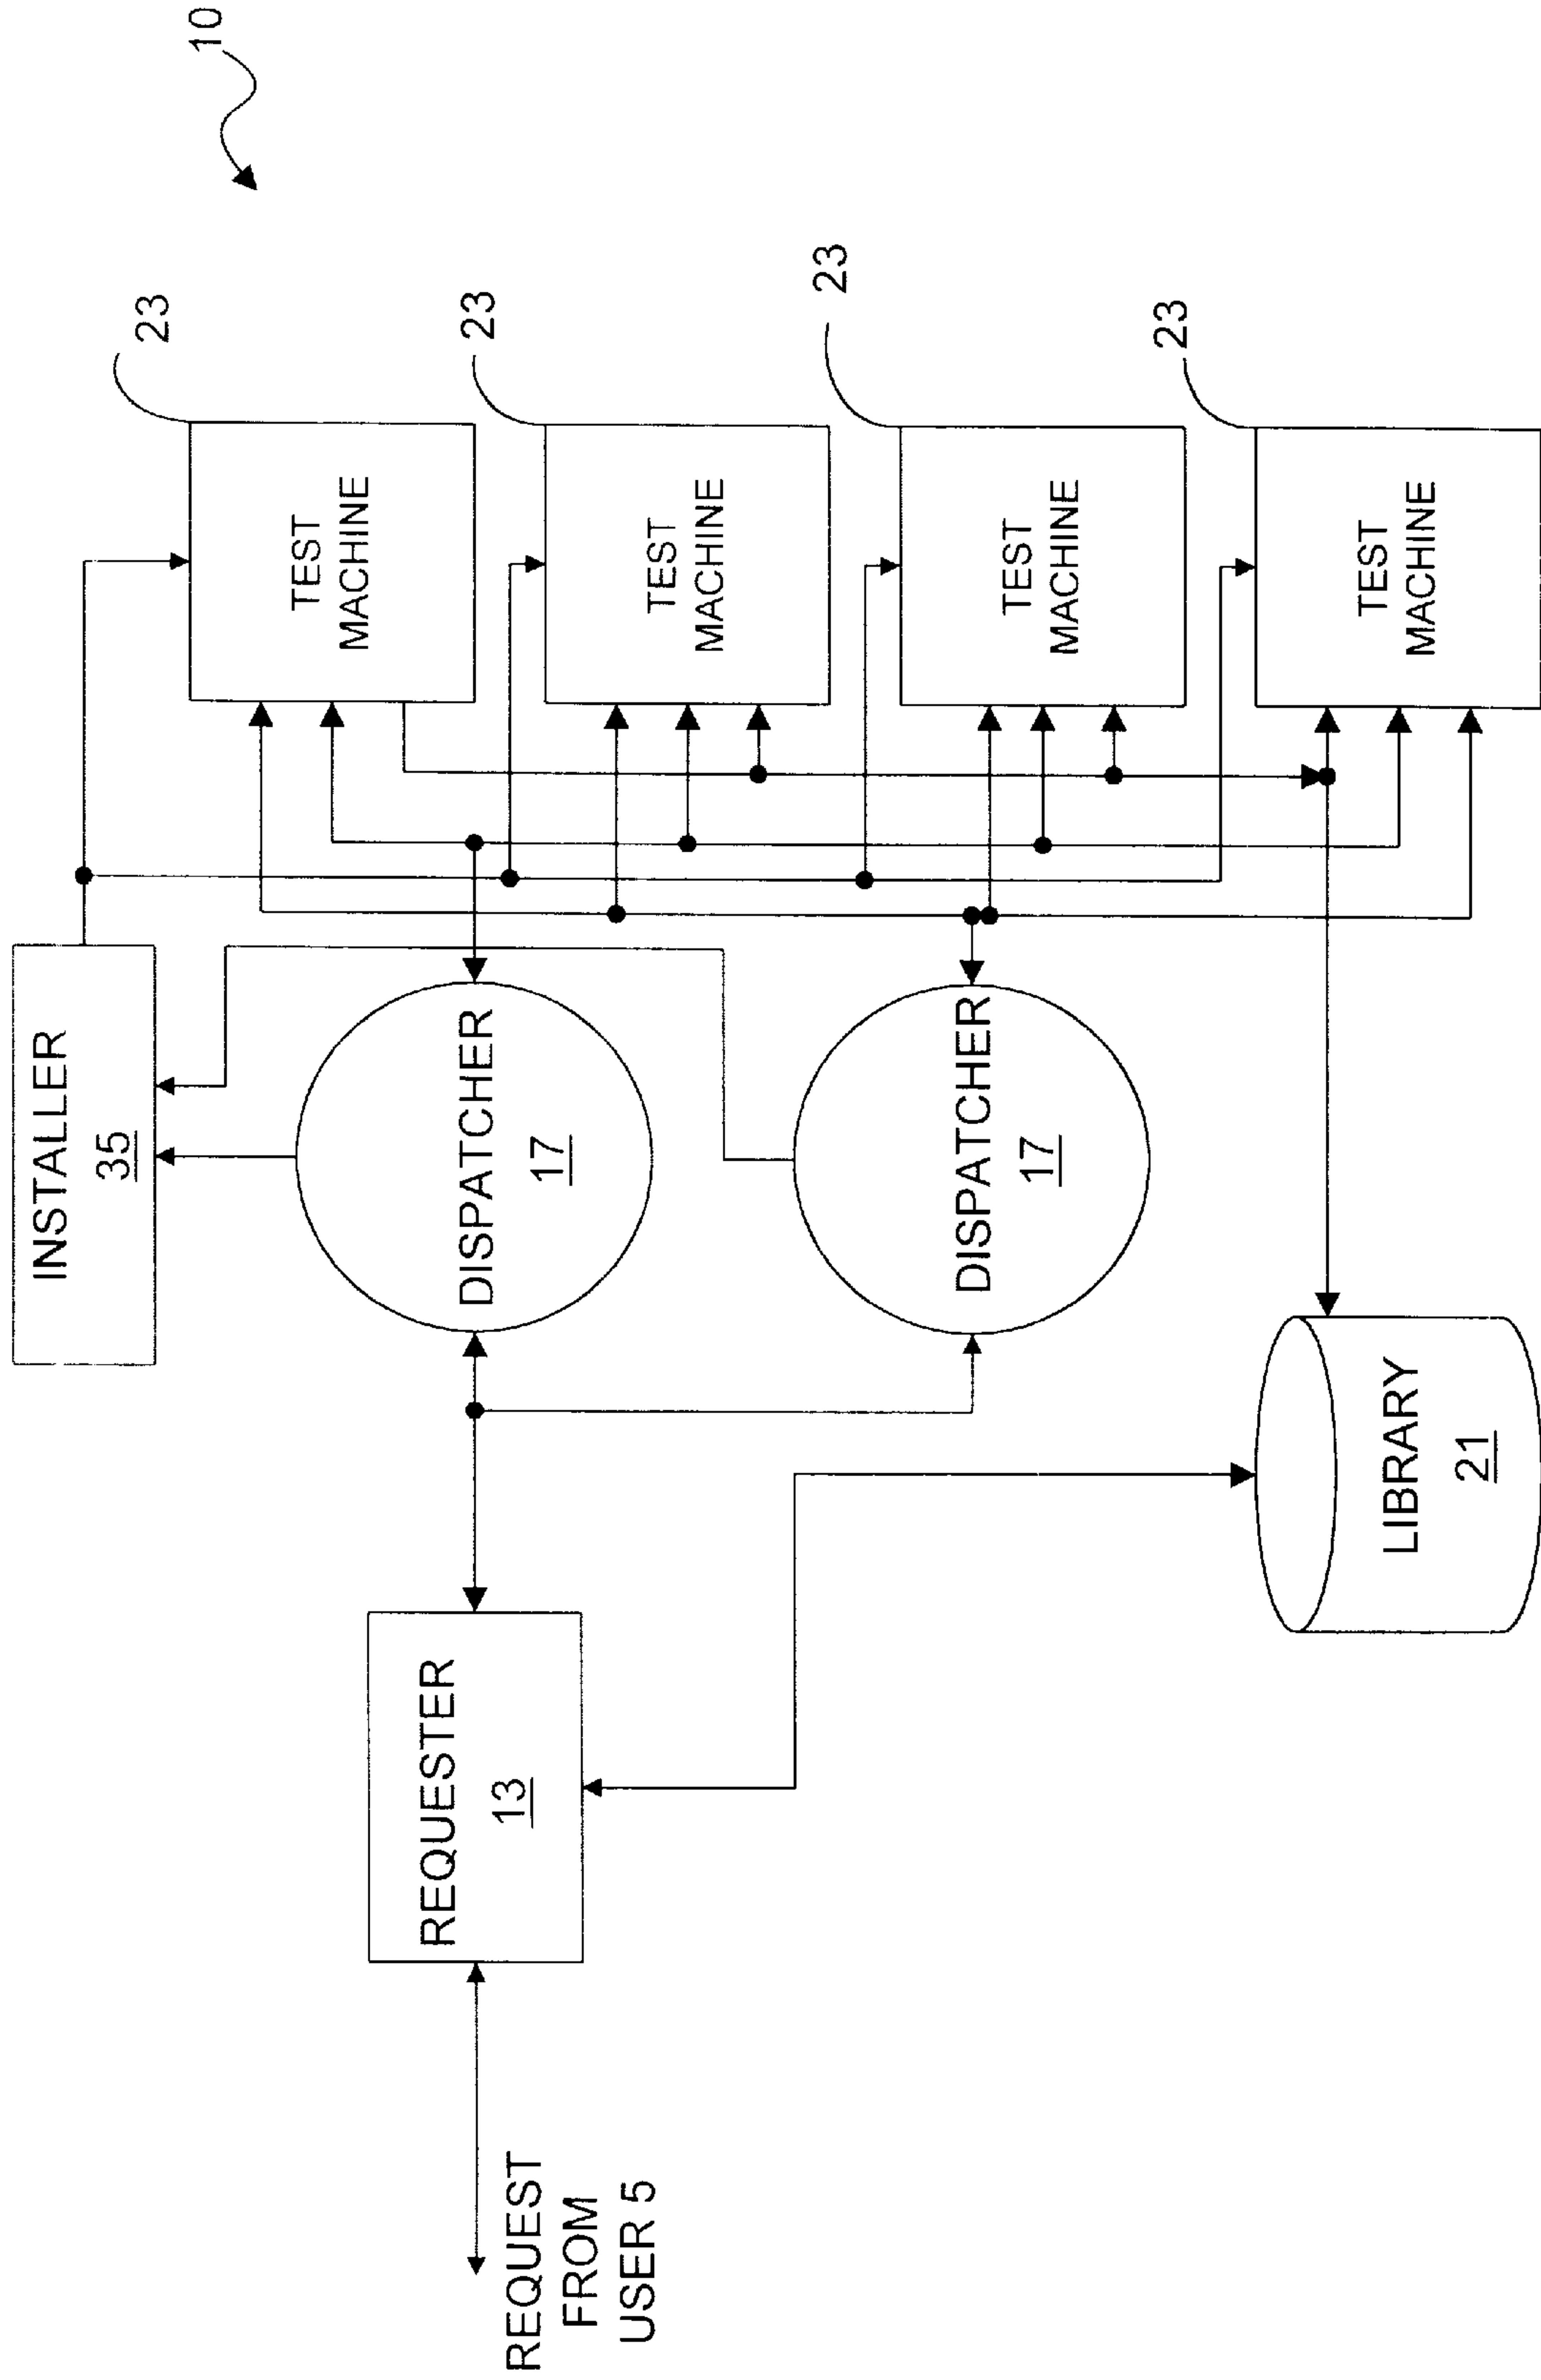 10
INSTALLER
35
REQUESTER
13
DISPATCHER
17
DISPATCHER
17
LIBRARY
21
TEST
MACHINE
23
TEST
MACHINE
23
TEST
MACHINE
23
TEST
MACHINE
23
REQUEST
FROM
USER 5